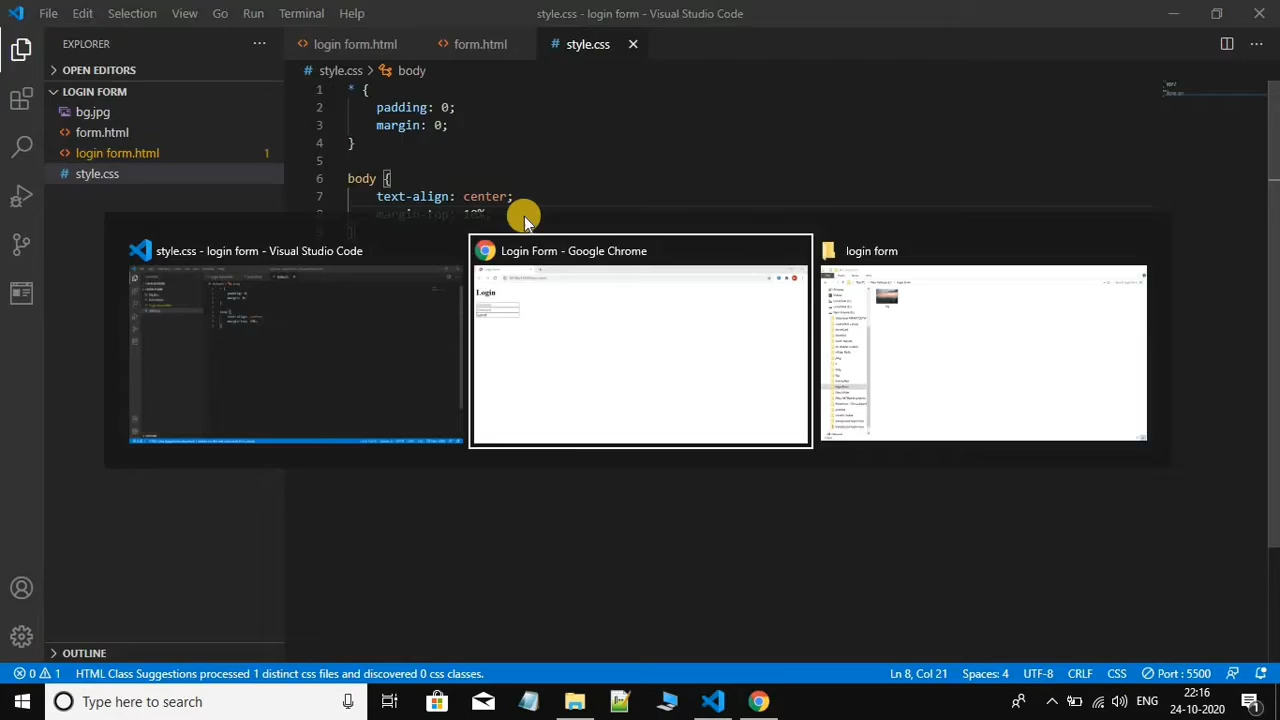 File Edit Selection View Go Run Terminal Help
style.css - login form - Visual Studio Code
EXPLORER
login form.html
form.html
style.css
OPEN EDITORS
style.css > body
LOGIN FORM
bg.jpg
form.html
login form.html 1
style.css
1 * {
2 padding: 0;
3 margin: 0;
4 }
5
6 body {
7 text-align: center;
8 margin-top: 10%;
9 }
style.css - login form - Visual Studio Code
Login Form - Google Chrome
login form
Login
OUTLINE
0 1 HTML Class Suggestions processed 1 distinct css files and discovered 0 css classes.
Ln 8, Col 21 Spaces: 4 UTF-8 CRLF CSS Port : 5500
Type here to search
ENG
22:16
24-10-2020
1